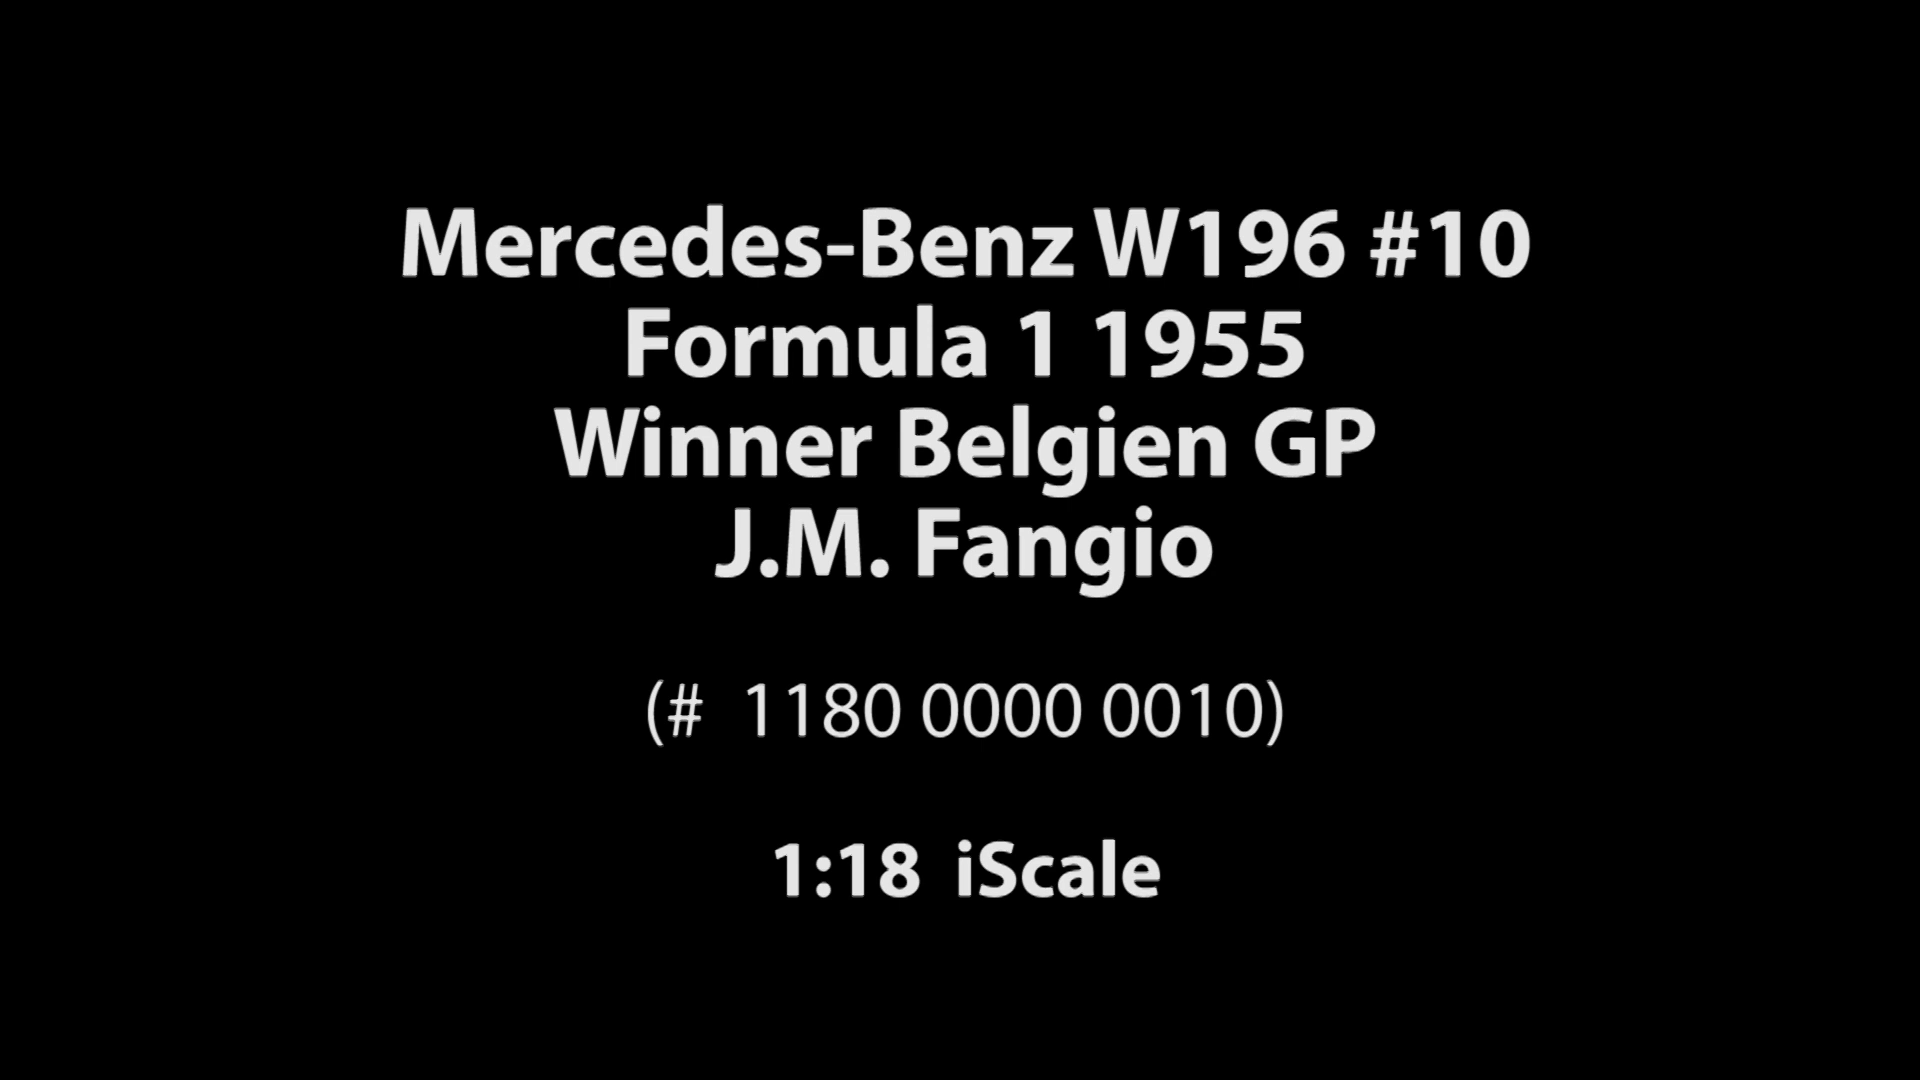 Mercedes-Benz W196 #10
Formula 1 1955
Winner Belgien GP
J.M. Fangio
(# 1180 0000 0010)
1:18 iScale